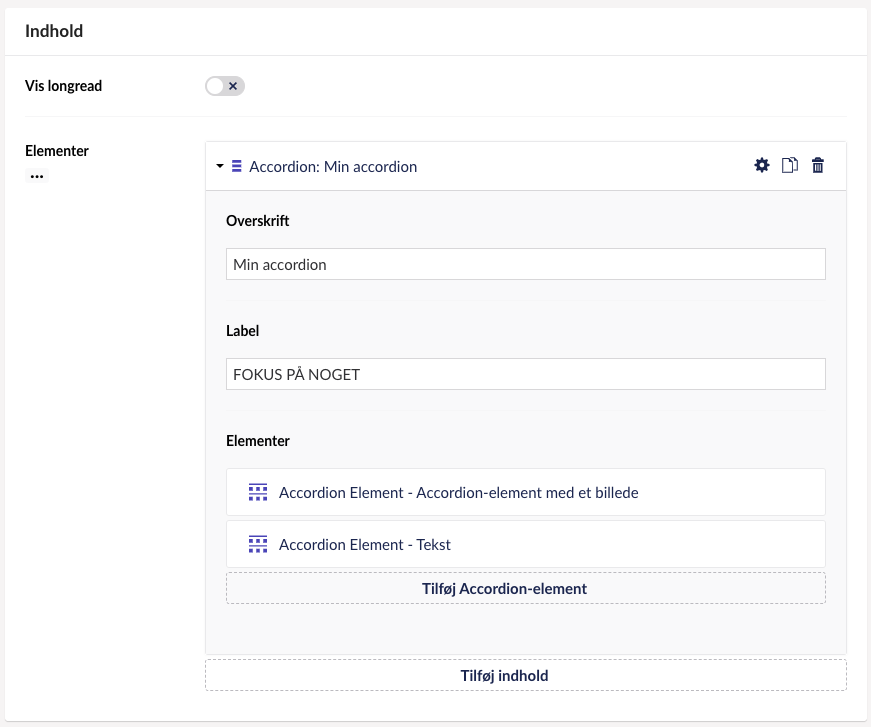 Indhold
Vis longread
Elementer
Accordion: Min accordion
Overskrift
Min accordion
Label
FOKUS PÅ NOGET
Elementer
Accordion Element - Accordion-element med et billede
Accordion Element - Tekst
Tilføj Accordion-element
Tilføj indhold